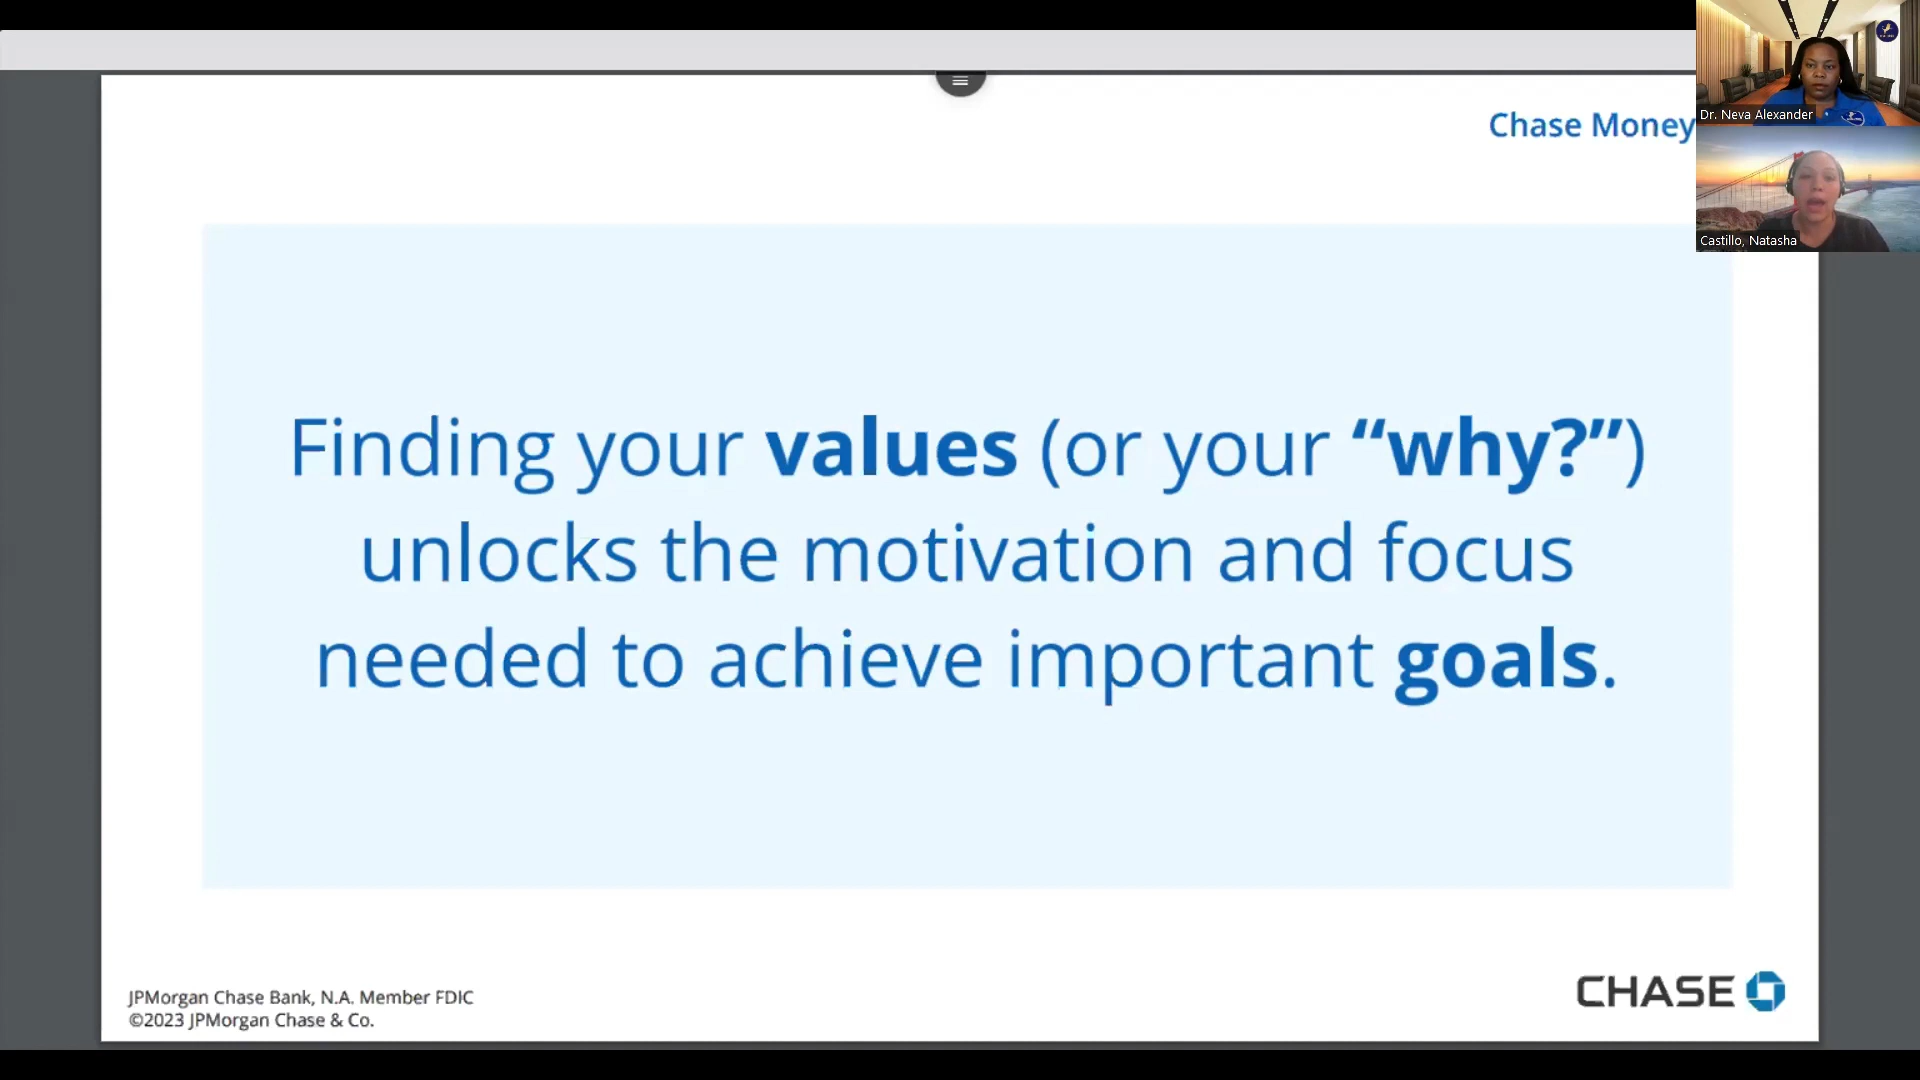 Chase Money
Dr. Neva Alexander
Castillo, Natasha
Finding your values (or your “why?”)
unlocks the motivation and focus
needed to achieve important goals.
JPMorgan Chase Bank, N.A. Member FDIC
©2023 JPMorgan Chase & Co.
CHASE